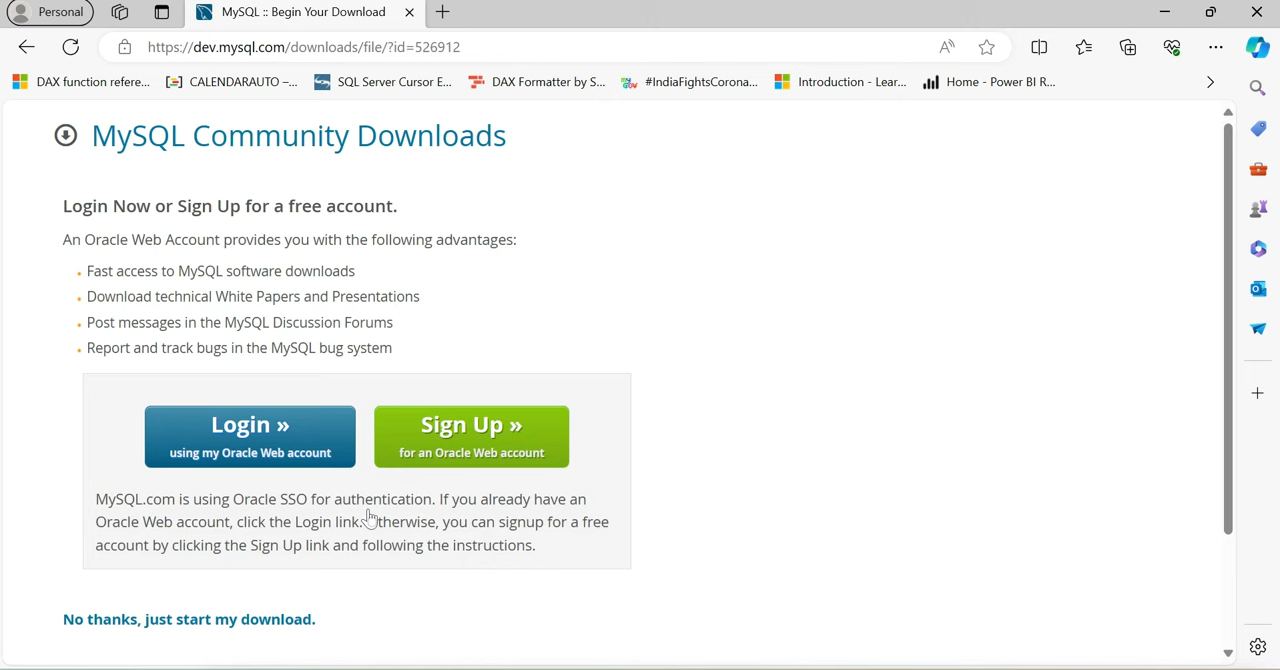 Personal
MySQL :: Begin Your Download
https://dev.mysql.com/downloads/file/?id=526912
DAX function refere...
CALENDARAUTO –...
SQL Server Cursor E...
DAX Formatter by S...
#IndiaFightsCorona...
Introduction - Lear...
Home - Power BI R...
MySQL Community Downloads
Login Now or Sign Up for a free account.
An Oracle Web Account provides you with the following advantages:
Fast access to MySQL software downloads
Download technical White Papers and Presentations
Post messages in the MySQL Discussion Forums
Report and track bugs in the MySQL bug system
Login »
using my Oracle Web account
Sign Up »
for an Oracle Web account
MySQL.com is using Oracle SSO for authentication. If you already have an
Oracle Web account, click the Login link. Otherwise, you can signup for a free
account by clicking the Sign Up link and following the instructions.
No thanks, just start my download.